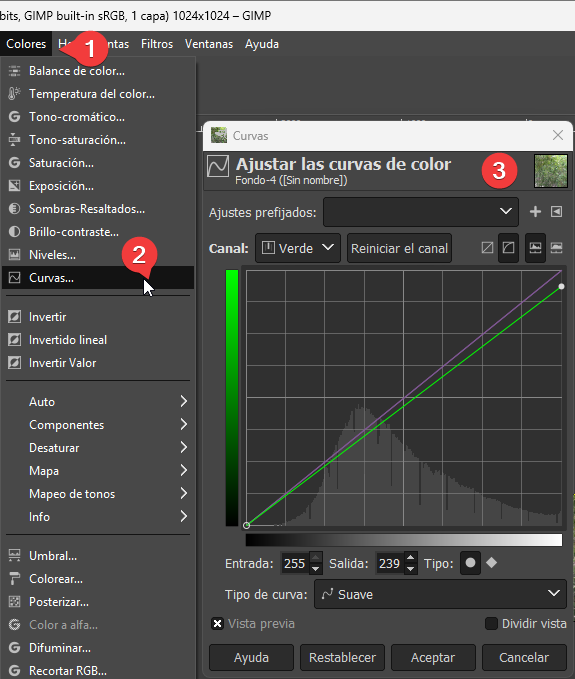 bits, GIMP built-in sRGB, 1 capa) 1024x1024 – GIMP
Colores
1
Filtros
Ventanas
Ayuda
Balance de color...
Temperatura del color...
Tono-cromático...
Tono-saturación...
Saturación...
Exposición...
Sombras-Resaltados...
Brillo-contraste...
Niveles...
2
Curvas...
Invertir
Invertido lineal
Invertir Valor
Auto
Componentes
Desaturar
Mapa
Mapeo de tonos
Info
Umbral...
Colorear...
Posterizar...
Color a alfa...
Difuminar...
Recortar RGB...
Curvas
Ajustar las curvas de color
Fondo-4 ([Sin nombre])
3
Ajustes prefijados:
Canal: Verde Reiniciar el canal
Entrada: 255 Salida: 239 Tipo:
Tipo de curva: Suave
Vista previa
Dividir vista
Ayuda
Restablecer
Aceptar
Cancelar